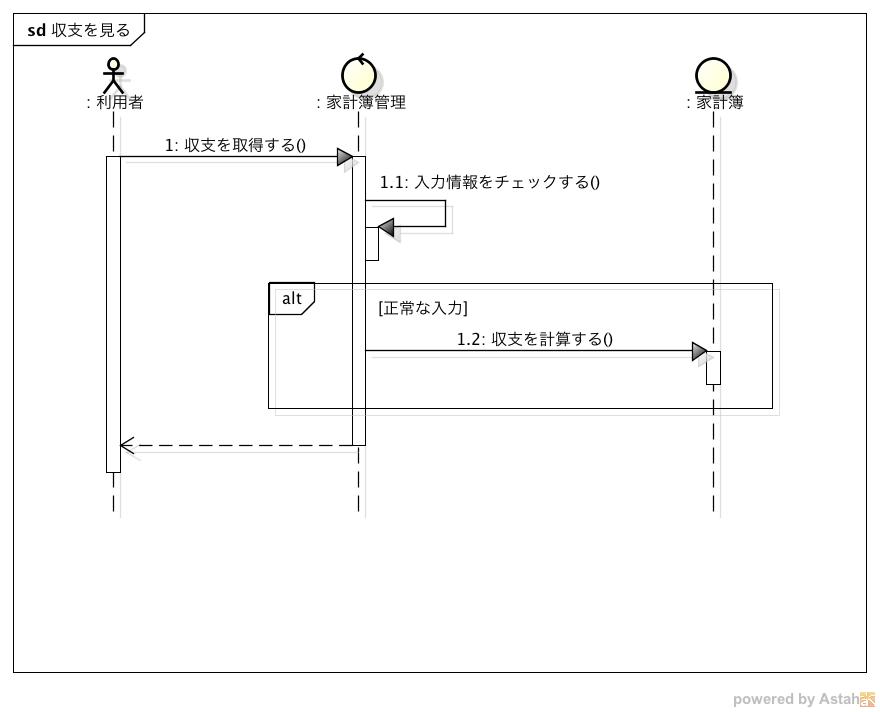 sd 収支を見る
: 利用者
: 家計簿管理
: 家計簿
1: 収支を取得する()
1.1: 入力情報をチェックする()
alt
[正常な入力]
1.2: 収支を計算する()
powered by Astah